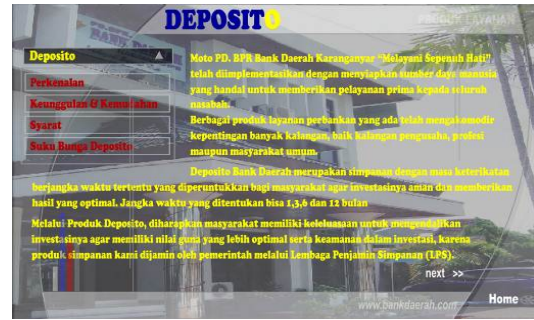 DEPOSITO
PRODUK LAYANAN
Deposito
Perkenalan
Keunggulan & Kemudahan
Syarat
Suku Bunga Deposito
Moto PD. BPR Bank Daerah Karanganyar "Melayani Sepenuh Hati"
telah diimplementasikan dengan menyiapkan sumber daya manusia
yang handal untuk memberikan pelayanan prima kepada seluruh
nasabah.
Berbagai produk layanan perbankan yang ada telah mengakomodir
kepentingan banyak kalangan, baik kalangan pengusaha, profesi
maupun masyarakat umum.
Deposito Bank Daerah merupakan simpanan dengan masa keterikatan
berjangka waktu tertentu yang diperuntukkan bagi masyarakat agar investasinya aman dan memberikan
hasil yang optimal. Jangka waktu yang ditentukan bisa 1,3,6 dan 12 bulan
Melalui Produk Deposito, diharapkan masyarakat memiliki keleluasaan untuk mengendalikan
investasinya agar memiliki nilai guna yang lebih optimal serta keamanan dalam investasi, karena
produk simpanan kami dijamin oleh pemerintah melalui Lembaga Penjamin Simpanan (LPS).
next >>
www.bankdaerah.com
Home